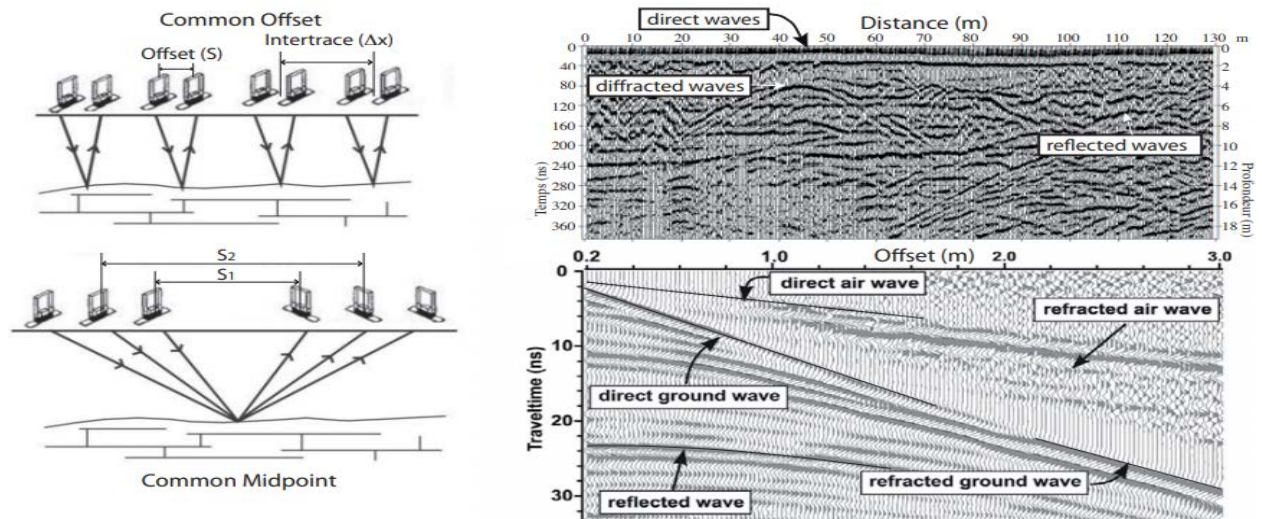 Common Offset
Offset (S)
Intertrace (Δx)
S2
S1
Common Midpoint
direct waves
Distance (m)
0 10 20 30 40 50 60 70 80 90 100 110 120 130 m
0
40
80
120
160
200
240
280
320
360
Temps (ns)
diffracted waves
reflected waves
0
2
4
6
8
10
12
14
16
18
Profondeur (m)
Offset (m)
0.2 1.0 2.0 3.0
0
10
20
30
Traveltime (ns)
direct air wave
refracted air wave
direct ground wave
refracted ground wave
reflected wave